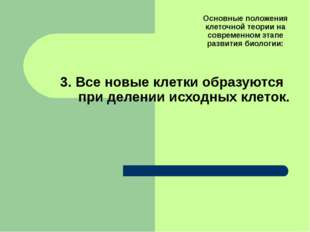 Основные положения
клеточной теории на
современном этапе
развития биологии:
3. Все новые клетки образуются
при делении исходных клеток.